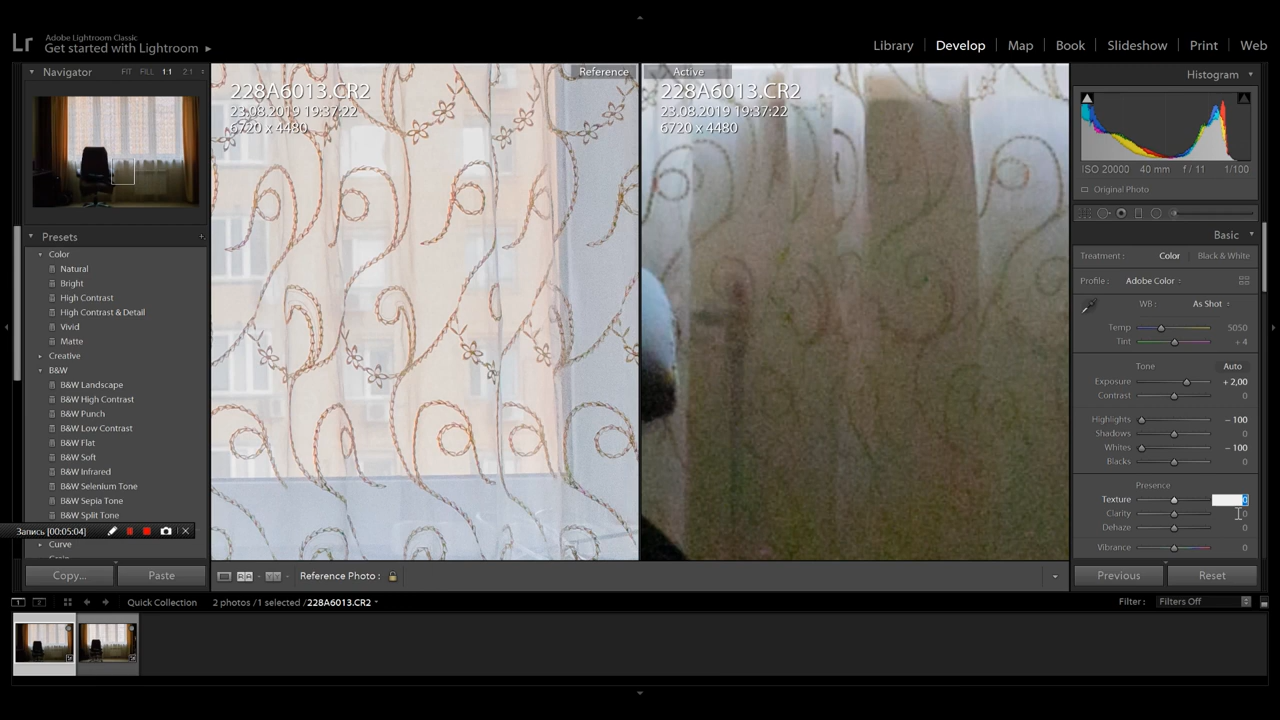 Lr
Adobe Lightroom Classic
Get started with Lightroom ▸
Library | Develop | Map | Book | Slideshow | Print | Web
Navigator FIT FILL 1:1 2:1
Presets +
Color
Natural
Bright
High Contrast
High Contrast & Detail
Vivid
Matte
Creative
B&W
B&W Landscape
B&W High Contrast
B&W Punch
B&W Low Contrast
B&W Flat
B&W Soft
B&W Infrared
B&W Selenium Tone
B&W Sepia Tone
B&W Split Tone
Запись [00:05:04]
Curve
Copy...
Paste
Reference
228A6013.CR2
23.08.2019 19:37:22
6720 x 4480
Active
228A6013.CR2
23.08.2019 19:37:22
6720 x 4480
Histogram
ISO 20000 40 mm f / 11 1/100
Original Photo
Basic
Treatment : Color Black & White
Profile : Adobe Color
WB : As Shot
Temp 5050
Tint + 4
Tone Auto
Exposure + 2,00
Contrast 0
Highlights − 100
Shadows 0
Whites − 100
Blacks 0
Presence
Texture 0
Clarity 0
Dehaze 0
Vibrance 0
Previous
Reset
RA YY Reference Photo :
1 2 Quick Collection 2 photos /1 selected /228A6013.CR2
Filter : Filters Off